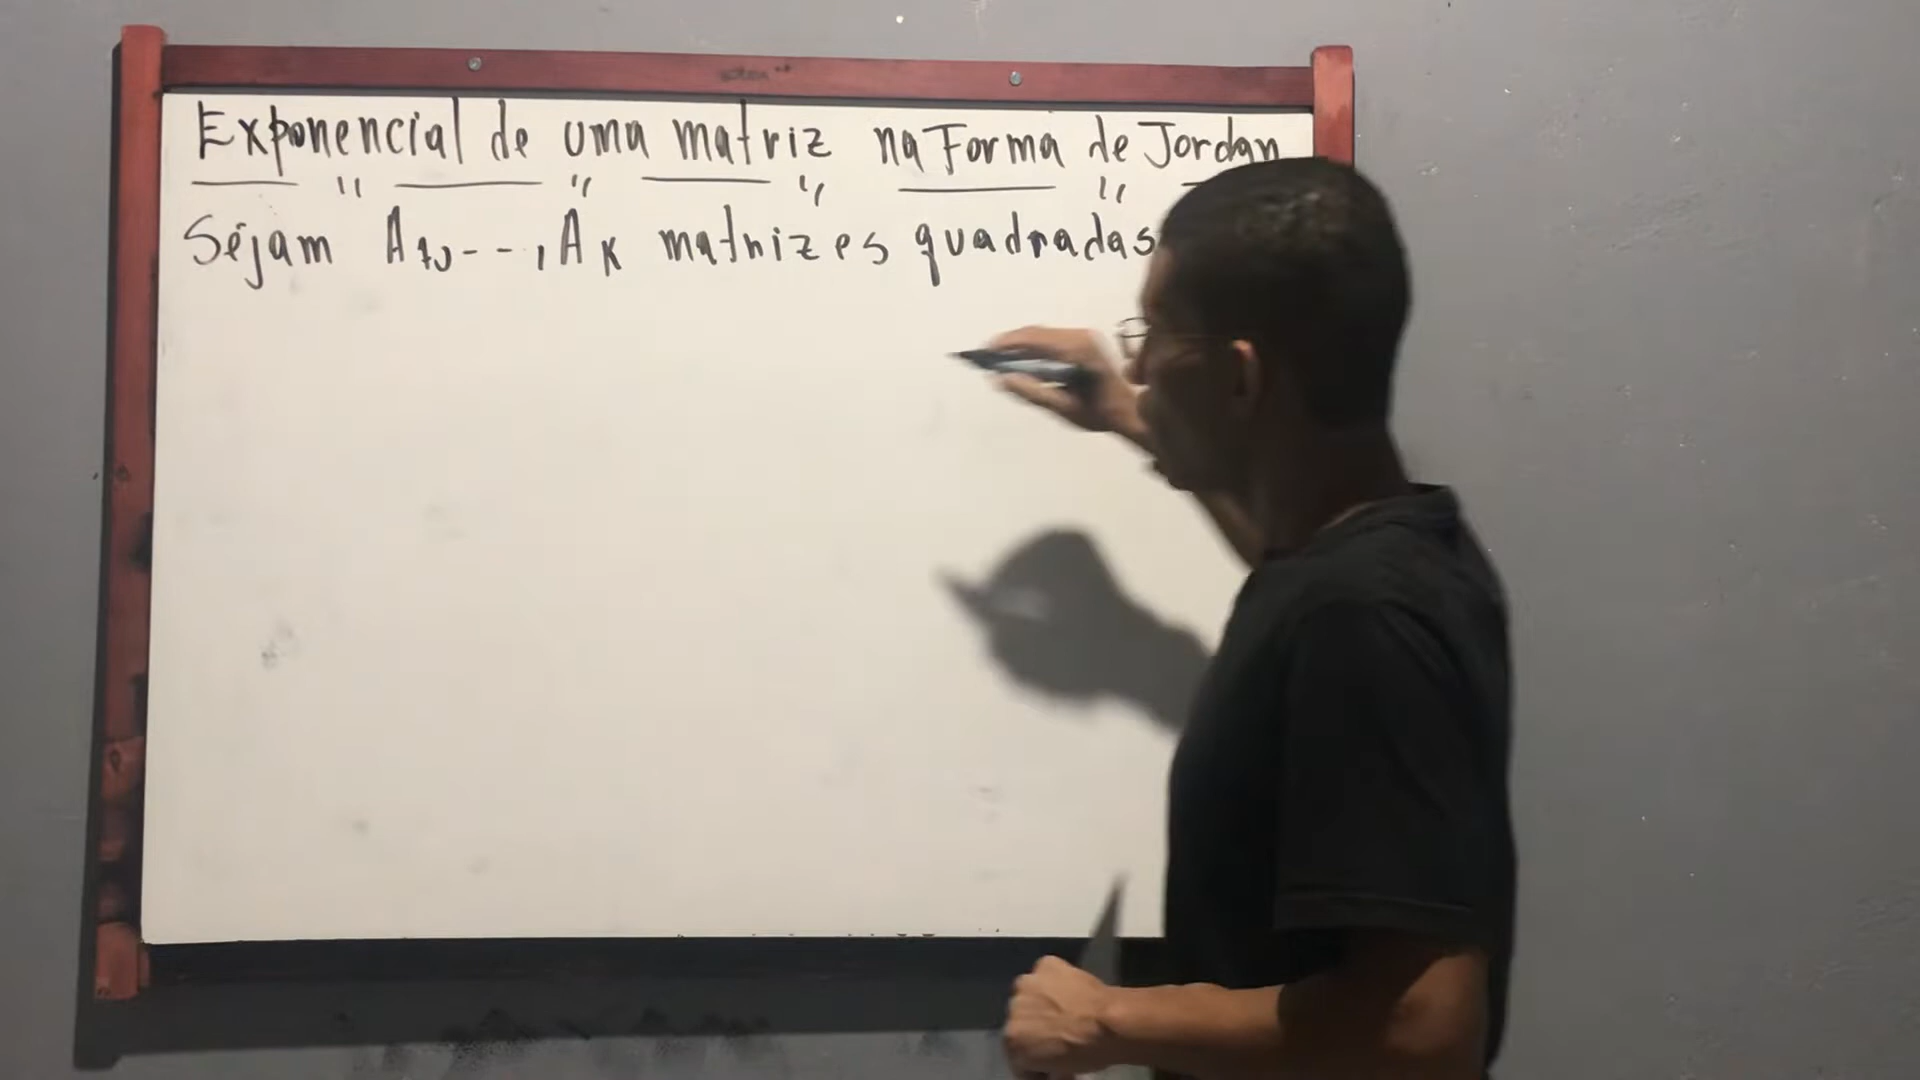 Exponencial de uma matriz na Forma de Jordan
Sejam A1,---,AK matrizes quadradas